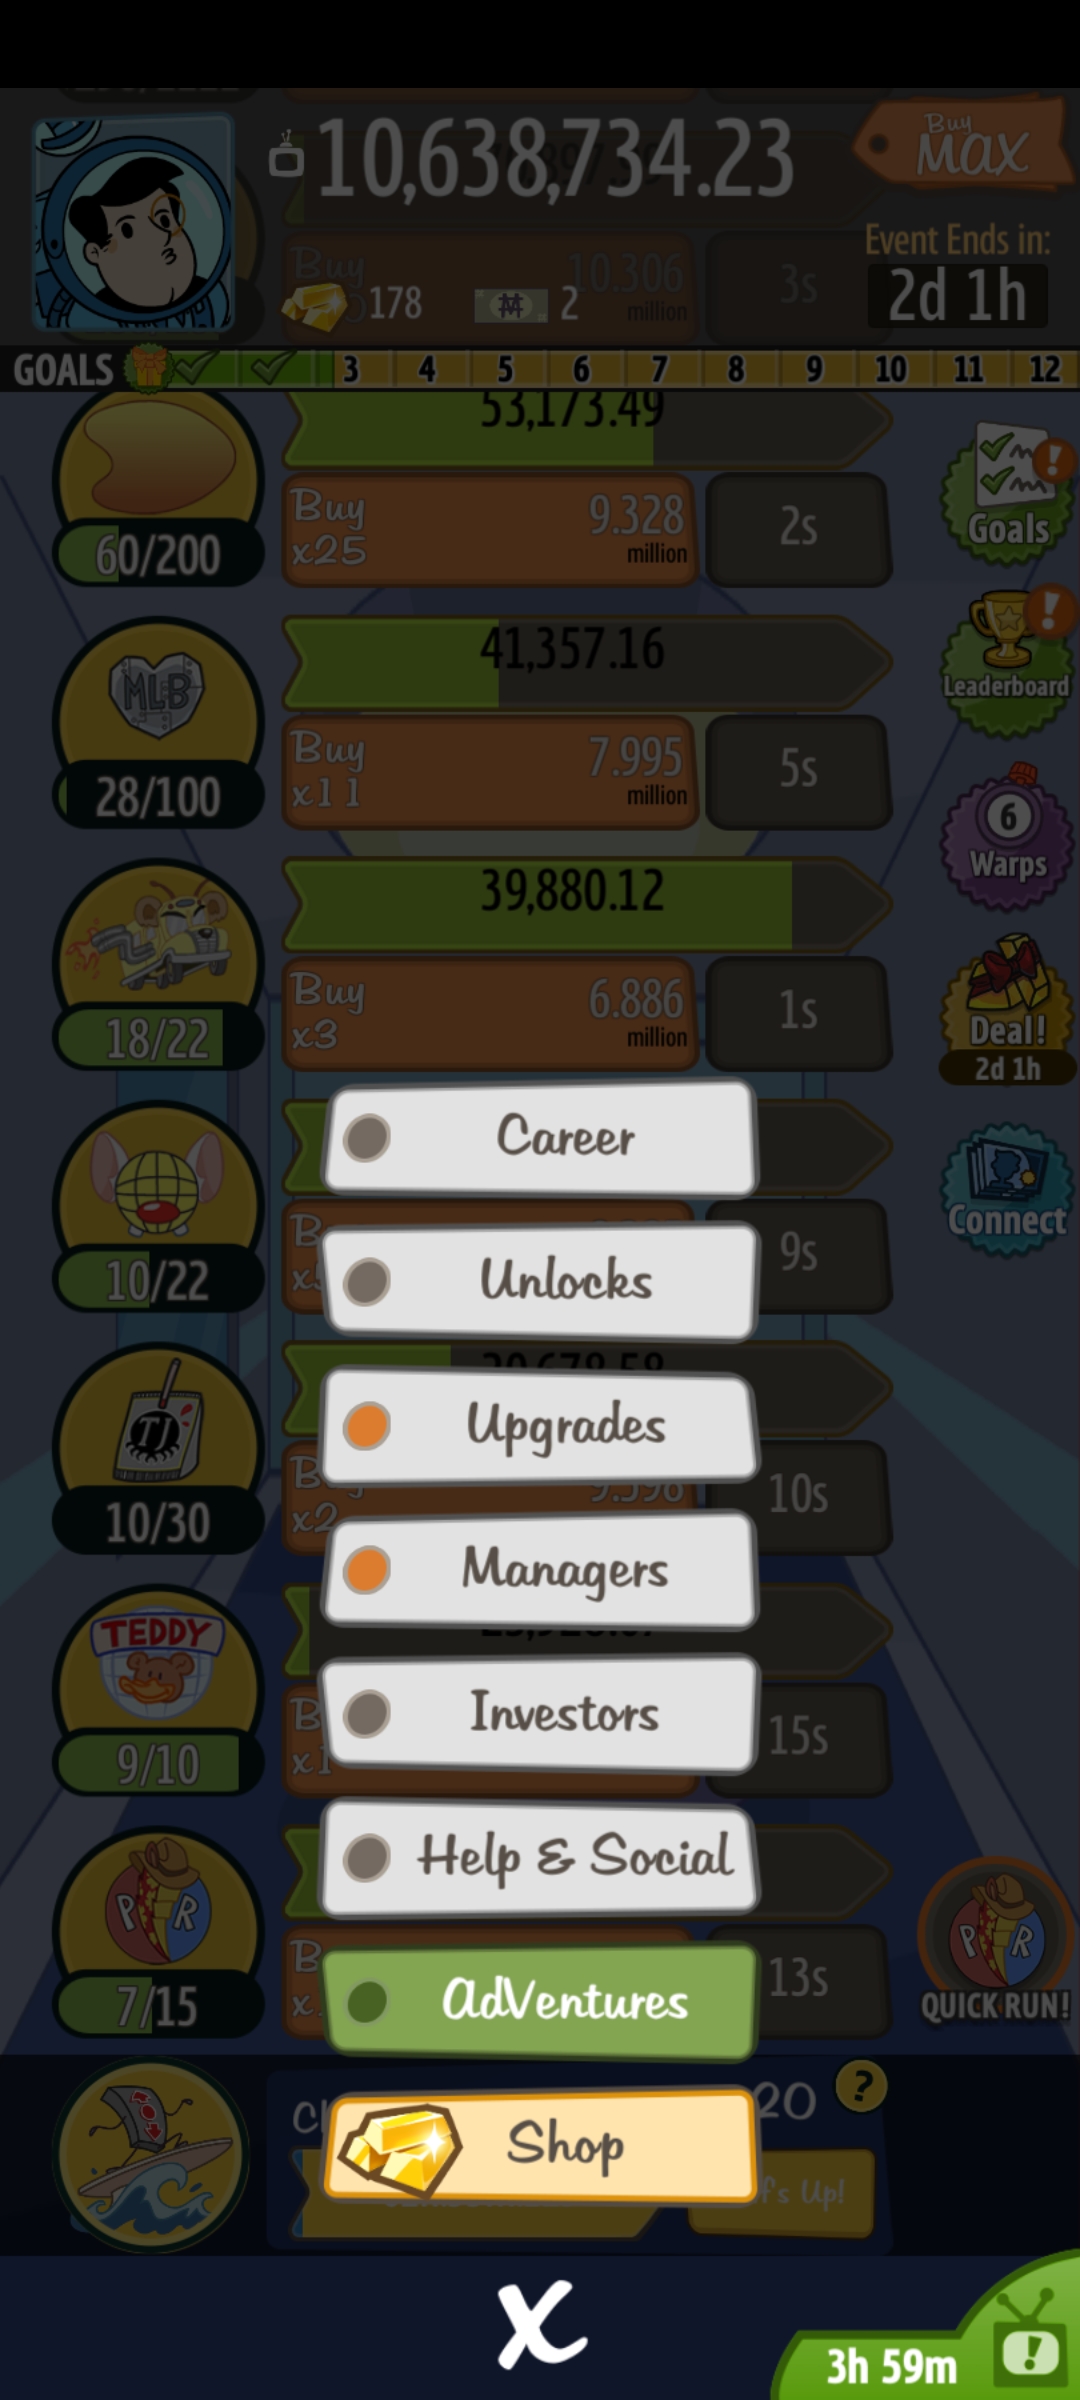 10,638,734.23
Buy
MAX
Event Ends in:
2d 1h
Buy
10.306
million
3s
178
2
GOALS
3 4 5 6 7 8 9 10 11 12
53,173.49
60/200
Buy
x25
9.328
million
2s
Goals
MLB
28/100
41,357.16
Buy
x11
7.995
million
5s
Leaderboard
6
Warps
18/22
39,880.12
Buy
x3
6.886
million
1s
Deal!
2d 1h
10/22
9s
Connect
Career
Unlocks
TJ
10/30
10s
Upgrades
Managers
TEDDY
9/10
15s
Investors
Help & Social
PR
7/15
13s
PR
QUICK RUN!
AdVentures
20
?
Shop
Up!
X
3h 59m